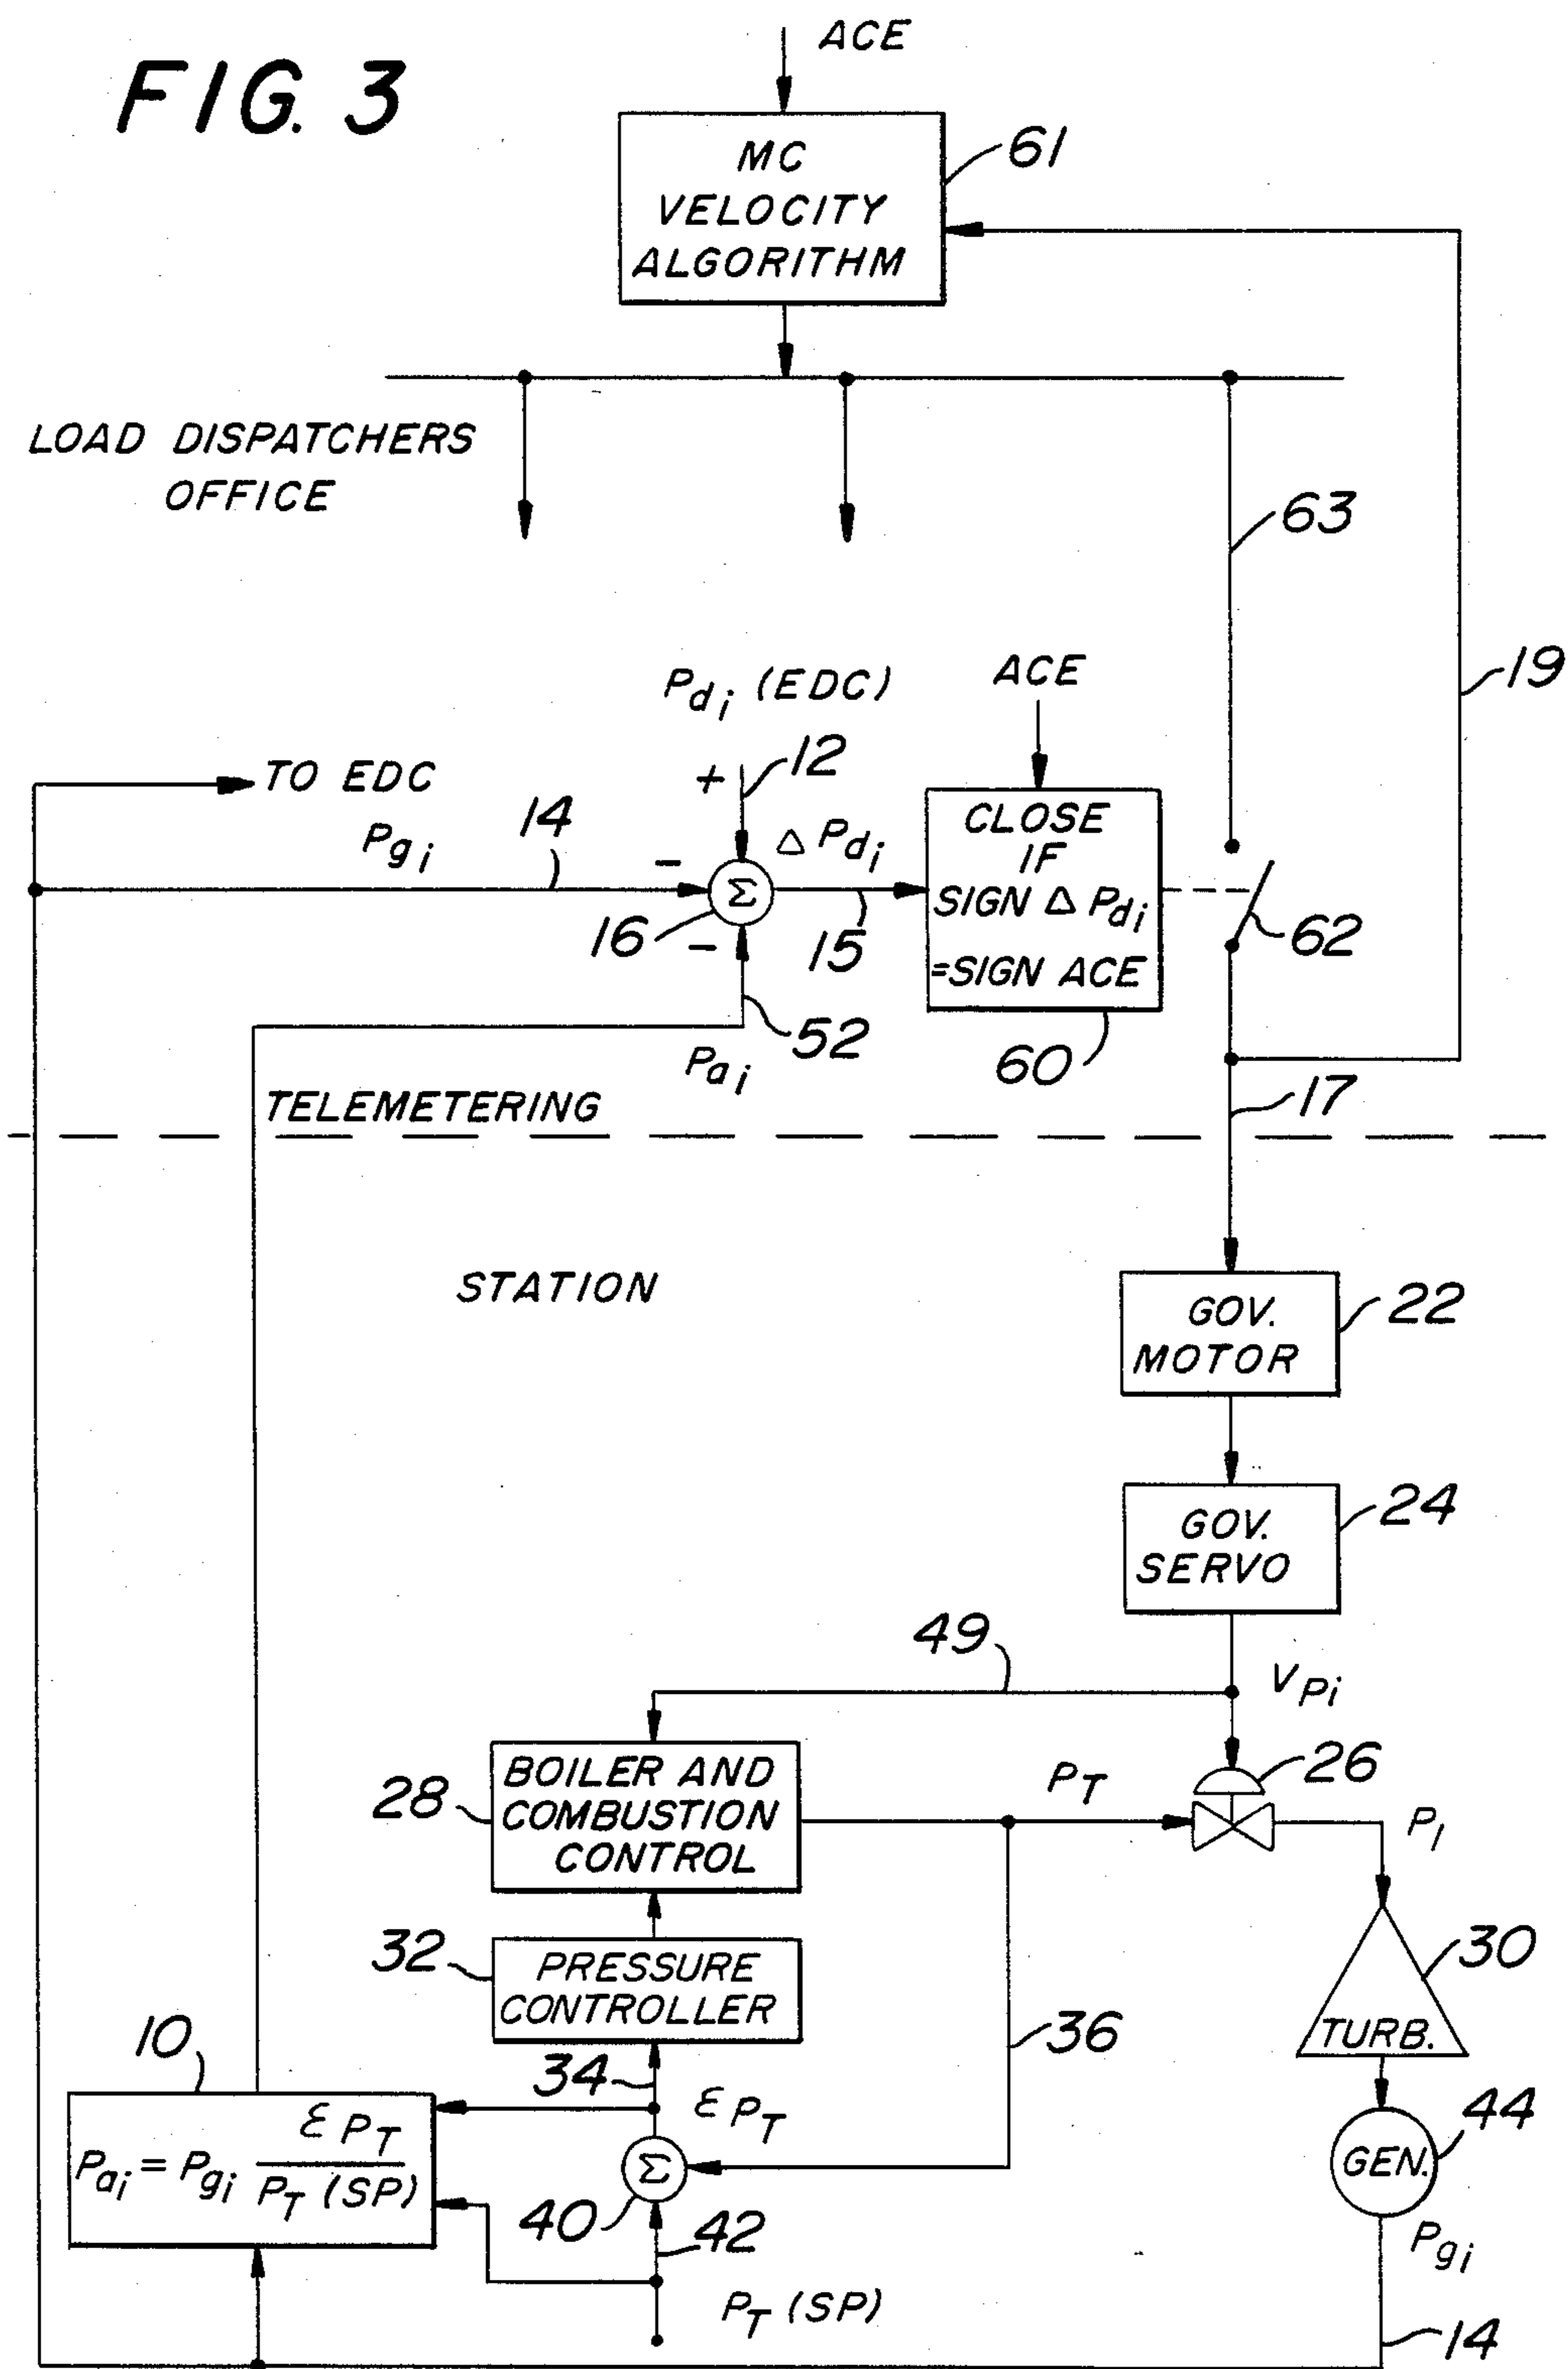 FIG. 3
ACE
MC
VELOCITY
ALGORITHM
61
LOAD DISPATCHERS
OFFICE
63
19
Pdi (EDC)
ACE
TO EDC
+
12
Pgi
14
-
Δ Pdi
Σ
16
-
15
CLOSE
IF
SIGN Δ Pdi
=SIGN ACE
62
52
Pai
60
TELEMETERING
17
STATION
GOV.
MOTOR
22
GOV.
SERVO
24
49
VPi
BOILER AND
COMBUSTION
CONTROL
28
PT
26
P1
PRESSURE
CONTROLLER
32
30
TURB.
36
10
34
εPT
Pai = Pgi εPT / PT (SP)
Σ
40
42
GEN.
44
Pgi
PT (SP)
14